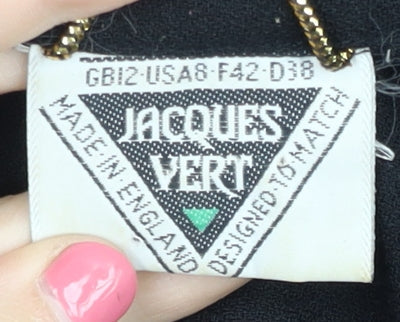 GB12·USA8·F42·D38
JACQUES
VERT
MADE IN ENGLAND
DESIGNED·TO·MATCH